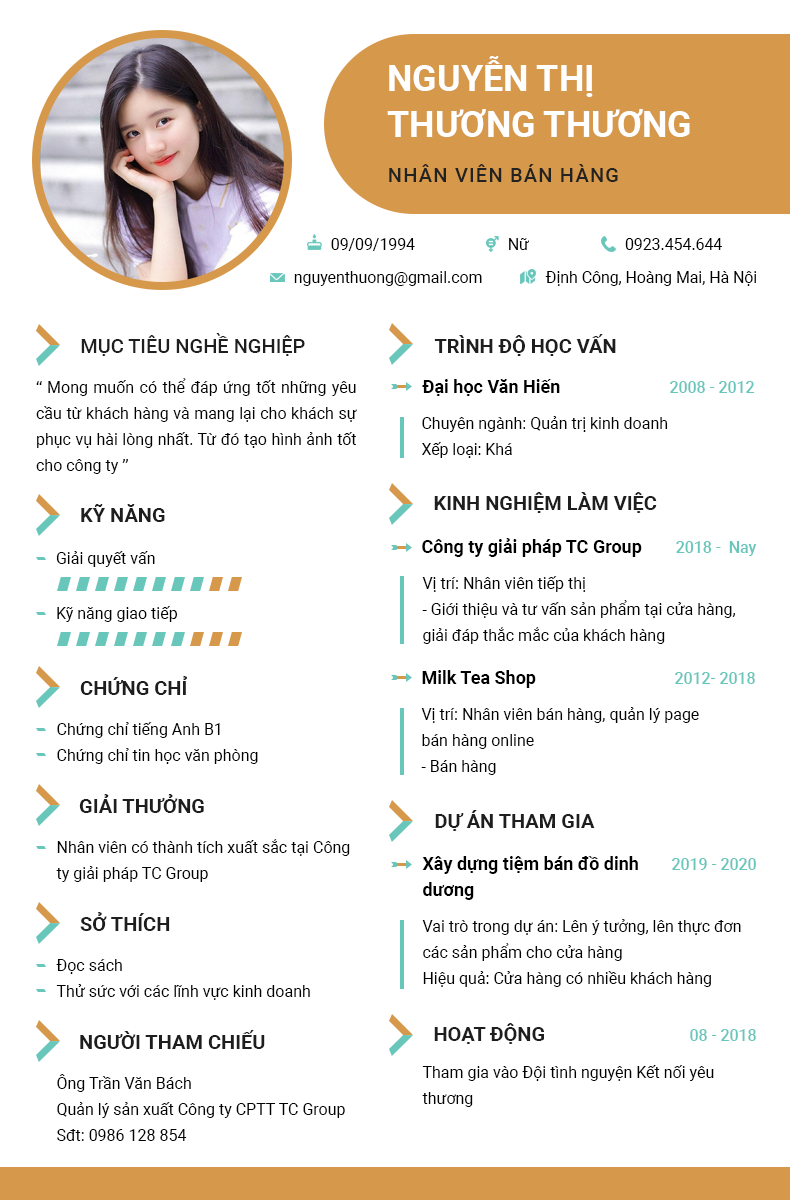 NGUYỄN THỊ
THƯƠNG THƯƠNG
NHÂN VIÊN BÁN HÀNG
09/09/1994
Nữ
0923.454.644
nguyenthuong@gmail.com
Định Công, Hoàng Mai, Hà Nội
MỤC TIÊU NGHỀ NGHIỆP
“ Mong muốn có thể đáp ứng tốt những yêu
cầu từ khách hàng và mang lại cho khách sự
phục vụ hài lòng nhất. Từ đó tạo hình ảnh tốt
cho công ty ”
KỸ NĂNG
Giải quyết vấn
Kỹ năng giao tiếp
CHỨNG CHỈ
Chứng chỉ tiếng Anh B1
Chứng chỉ tin học văn phòng
GIẢI THƯỞNG
Nhân viên có thành tích xuất sắc tại Công
ty giải pháp TC Group
SỞ THÍCH
Đọc sách
Thử sức với các lĩnh vực kinh doanh
NGƯỜI THAM CHIẾU
Ông Trần Văn Bách
Quản lý sản xuất Công ty CPTT TC Group
Sđt: 0986 128 854
TRÌNH ĐỘ HỌC VẤN
Đại học Văn Hiến
2008 - 2012
Chuyên ngành: Quản trị kinh doanh
Xếp loại: Khá
KINH NGHIỆM LÀM VIỆC
Công ty giải pháp TC Group
2018 - Nay
Vị trí: Nhân viên tiếp thị
- Giới thiệu và tư vấn sản phẩm tại cửa hàng,
giải đáp thắc mắc của khách hàng
Milk Tea Shop
2012- 2018
Vị trí: Nhân viên bán hàng, quản lý page
bán hàng online
- Bán hàng
DỰ ÁN THAM GIA
Xây dựng tiệm bán đồ dinh
dương
2019 - 2020
Vai trò trong dự án: Lên ý tưởng, lên thực đơn
các sản phẩm cho cửa hàng
Hiệu quả: Cửa hàng có nhiều khách hàng
HOẠT ĐỘNG
08 - 2018
Tham gia vào Đội tình nguyện Kết nối yêu
thương